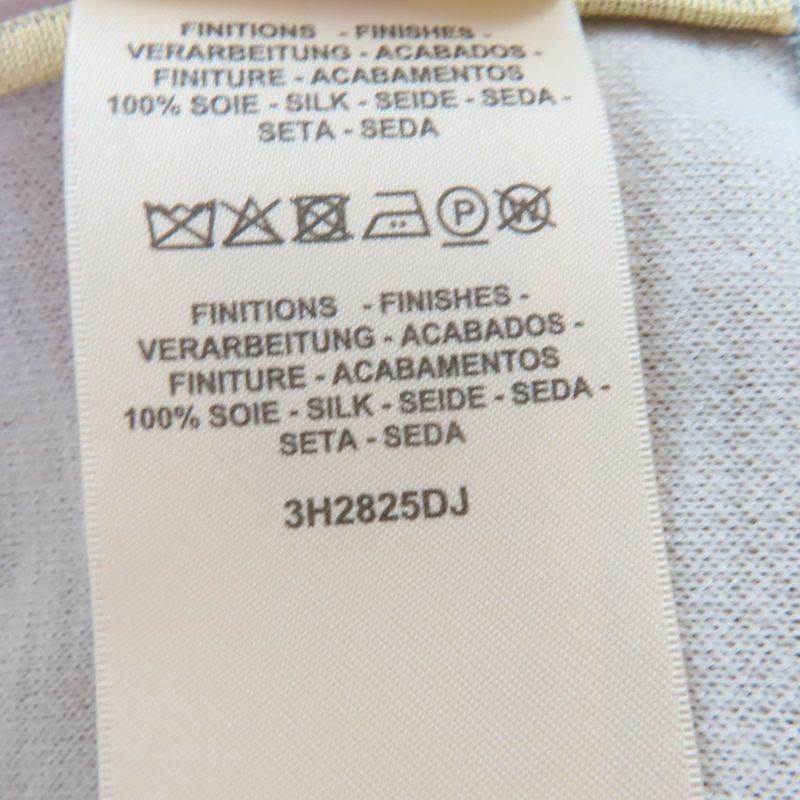 FINITIONS - FINISHES -
VERARBEITUNG - ACABADOS -
FINITURE - ACABAMENTOS
100% SOIE - SILK - SEIDE - SEDA -
SETA - SEDA
P W
FINITIONS - FINISHES -
VERARBEITUNG - ACABADOS -
FINITURE - ACABAMENTOS
100% SOIE - SILK - SEIDE - SEDA -
SETA - SEDA
3H2825DJ